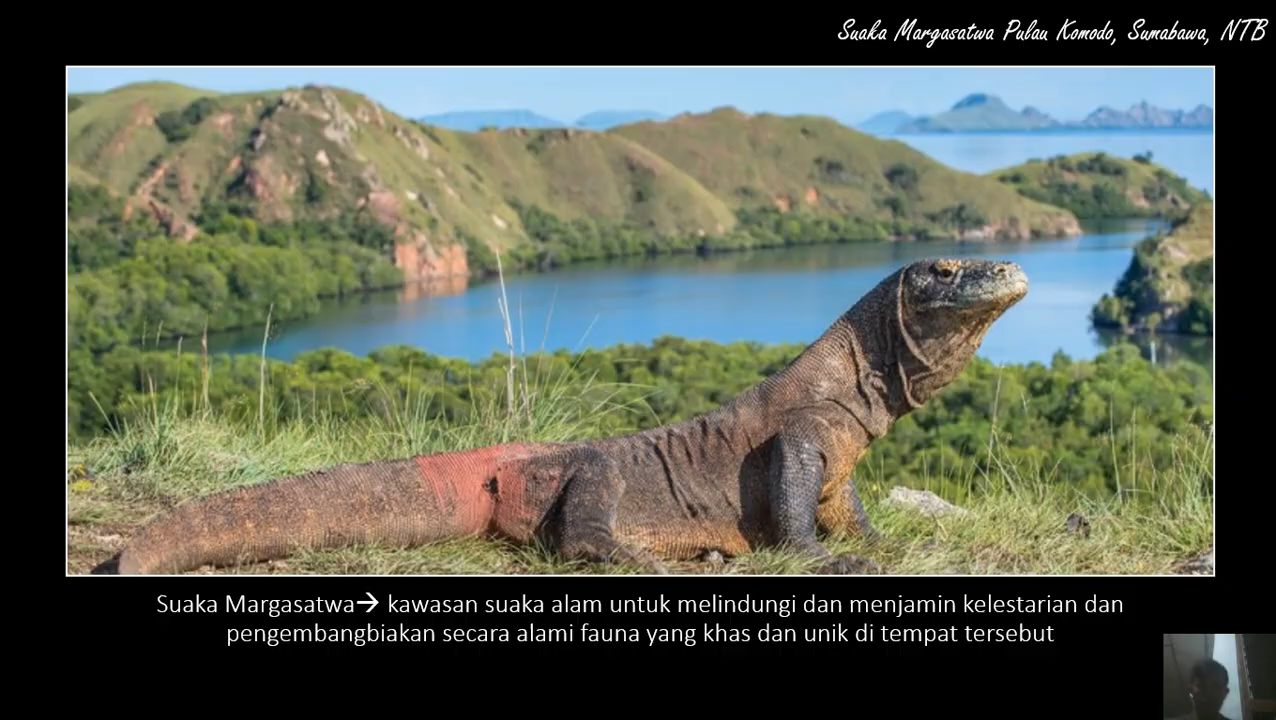 Suaka Margasatwa Pulau Komodo, Sumabawa, NTB
Suaka Margasatwa→ kawasan suaka alam untuk melindungi dan menjamin kelestarian dan
pengembangbiakan secara alami fauna yang khas dan unik di tempat tersebut